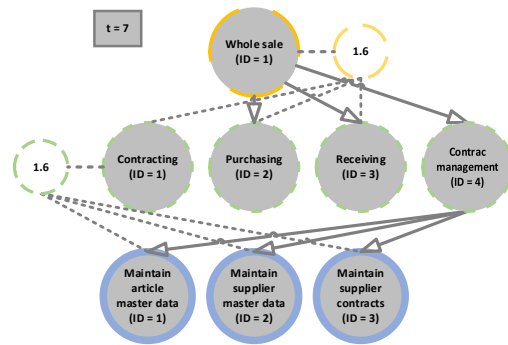 t = 7
Whole sale
(ID = 1)
1.6
1.6
Contracting
(ID = 1)
Purchasing
(ID = 2)
Receiving
(ID = 3)
Contrac
management
(ID = 4)
Maintain
article
master data
(ID = 1)
Maintain
supplier
master data
(ID = 2)
Maintain
supplier
contracts
(ID = 3)